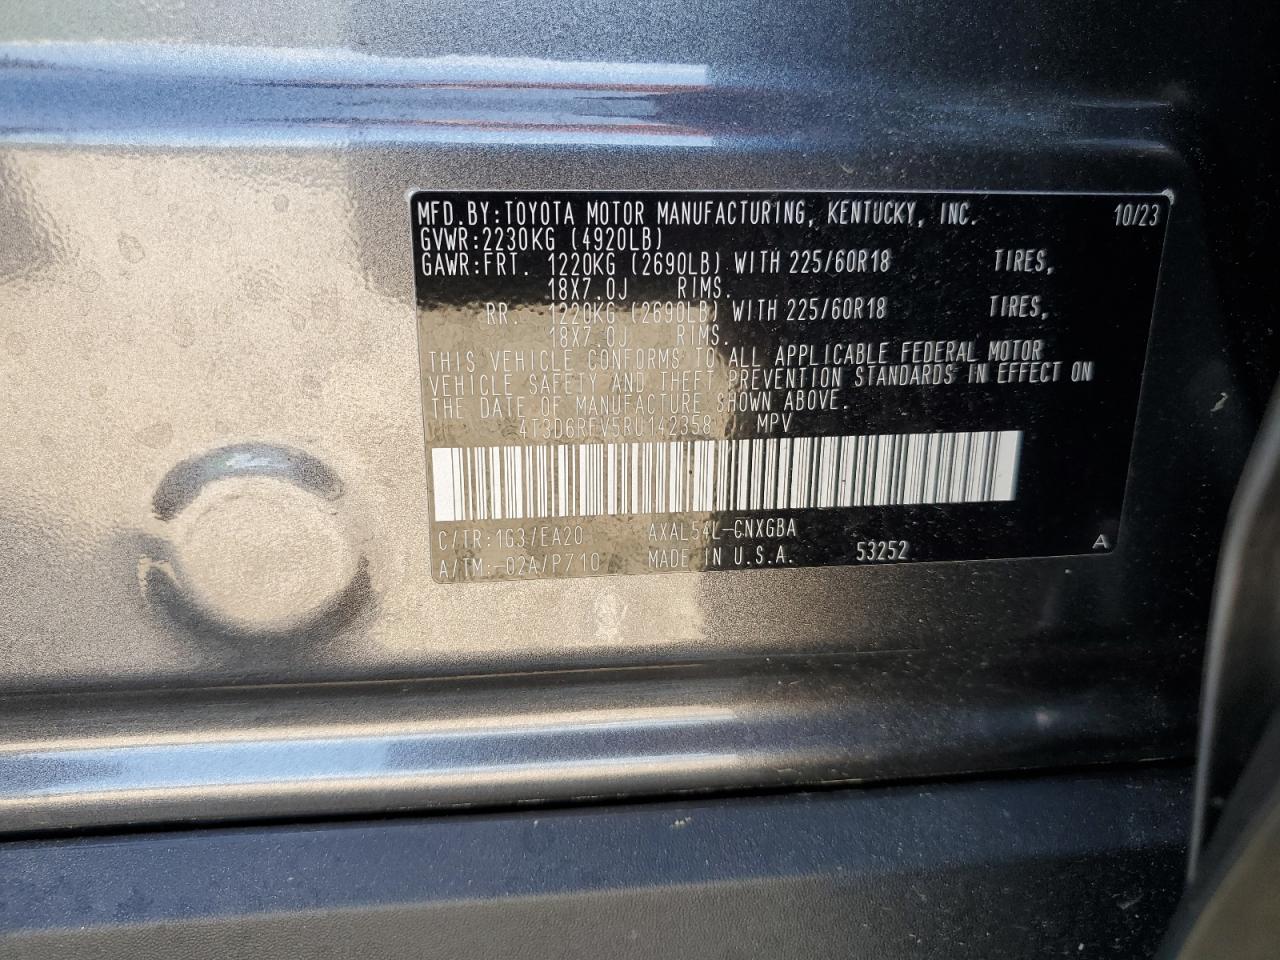 MFD.BY:TOYOTA MOTOR MANUFACTURING, KENTUCKY, INC. 10/23
GVWR:2230KG (4920LB)
GAWR:FRT. 1220KG (2690LB) WITH 225/60R18 TIRES,
18X7.0J RIMS.
RR. 1220KG (2690LB) WITH 225/60R18 TIRES,
18X7.0J RIMS.
THIS VEHICLE CONFORMS TO ALL APPLICABLE FEDERAL MOTOR
VEHICLE SAFETY AND THEFT PREVENTION STANDARDS IN EFFECT ON
THE DATE OF MANUFACTURE SHOWN ABOVE.
4T3D6RFV5RU142358 MPV
C/TR:1G3/EA20 AXAL54L-CNXGBA
A/TM:-02A/P710 MADE IN U.S.A. 53252 A